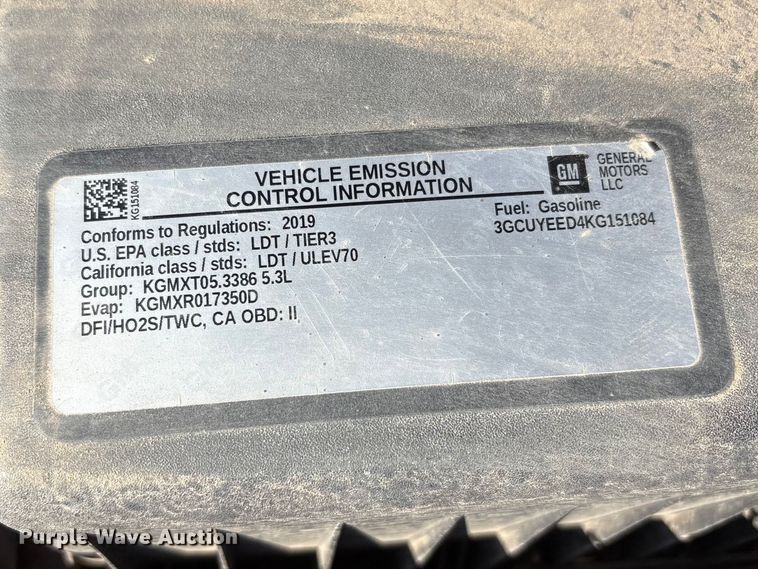 VEHICLE EMISSION
CONTROL INFORMATION
GM
GENERAL
MOTORS
LLC
KG151084
Conforms to Regulations: 2019
U.S. EPA class / stds: LDT / TIER3
California class / stds: LDT / ULEV70
Group: KGMXT05.3386 5.3L
Evap: KGMXR017350D
DFI/HO2S/TWC, CA OBD: II
Fuel: Gasoline
3GCUYEED4KG151084
Purple Wave Auction